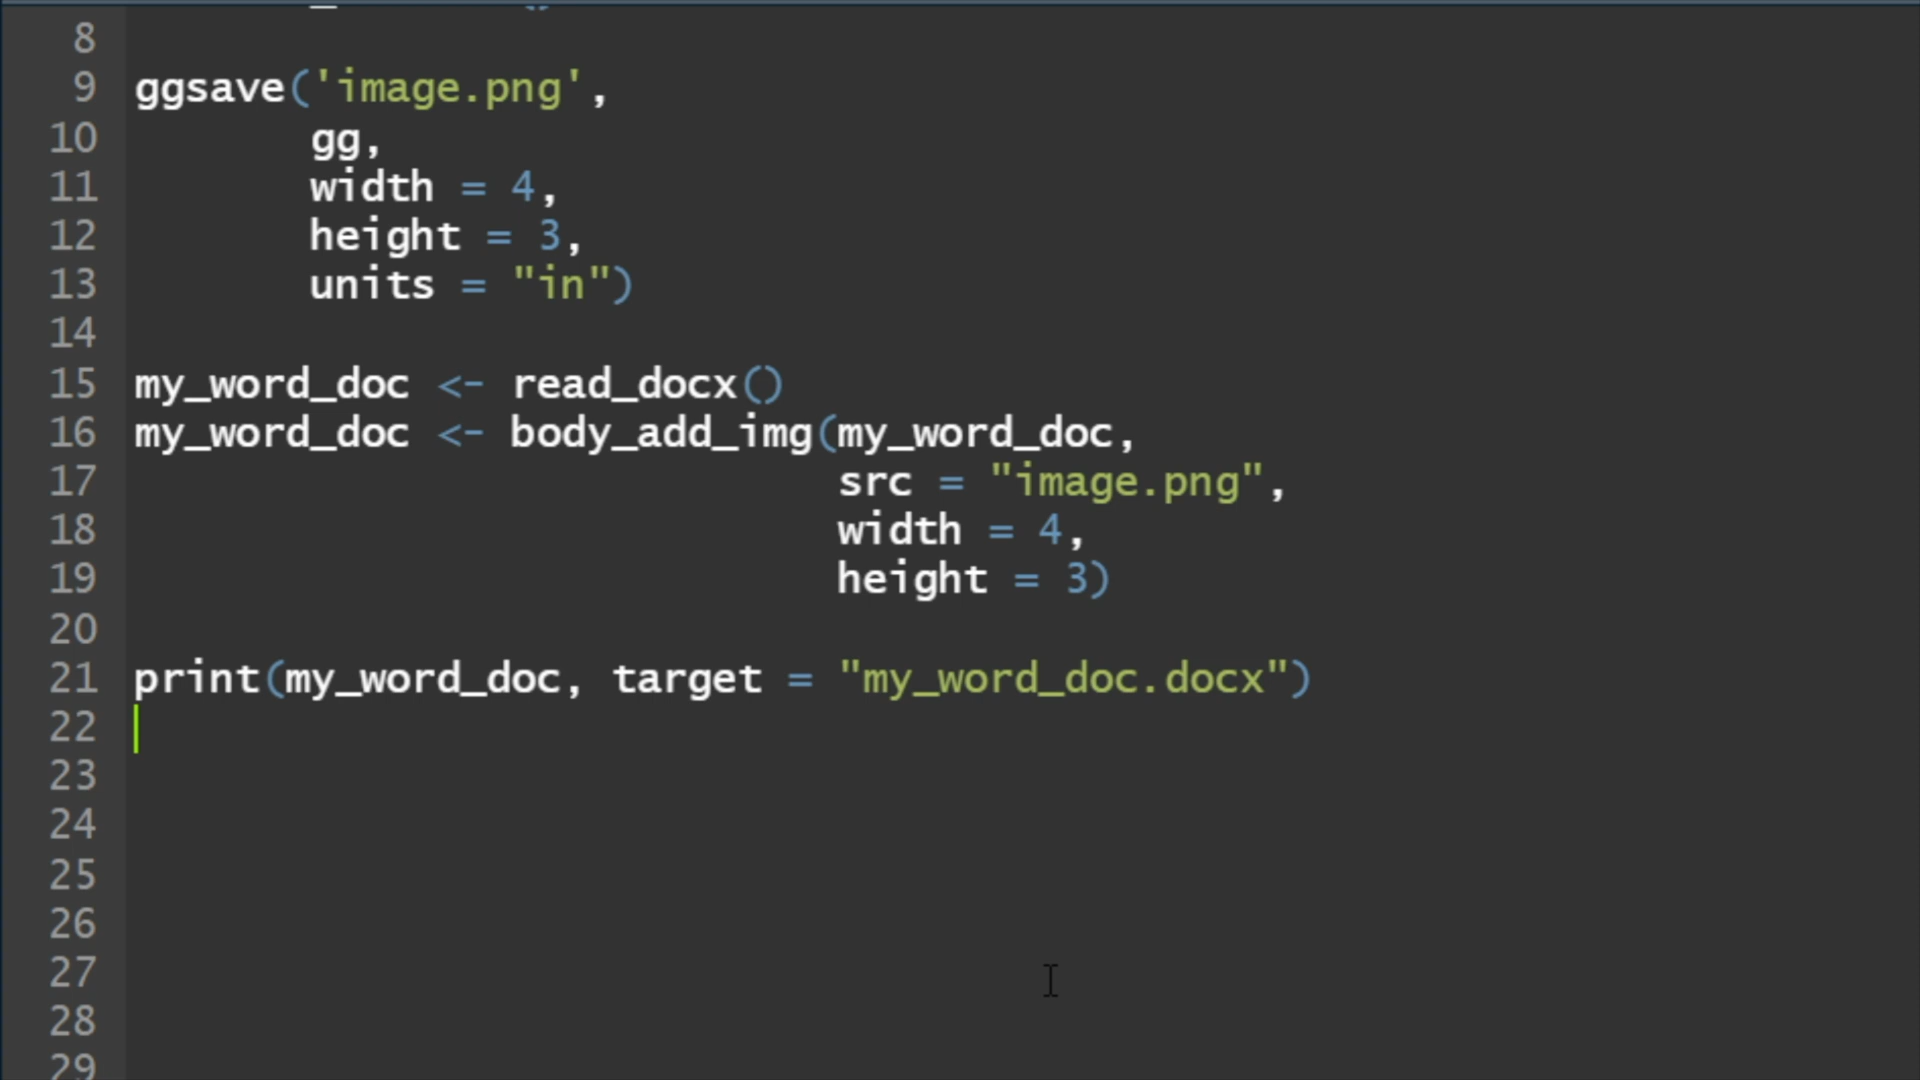 8
9 ggsave('image.png',
10 gg,
11 width = 4,
12 height = 3,
13 units = "in")
14
15 my_word_doc <- read_docx()
16 my_word_doc <- body_add_img(my_word_doc,
17 src = "image.png",
18 width = 4,
19 height = 3)
20
21 print(my_word_doc, target = "my_word_doc.docx")
22
23
24
25
26
27
28
29